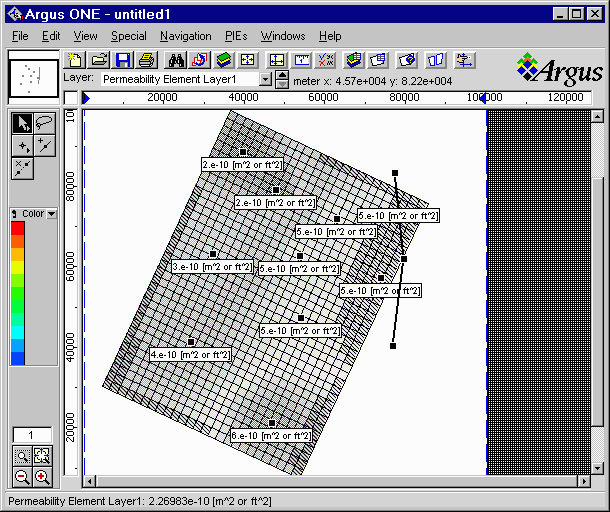 Argus ONE - untitled1
File Edit View Special Navigation PIEs Windows Help
Layer: Permeability Element Layer1 meter x: 4.57e+004 y: 8.22e+004
Argus
20000 40000 60000 80000 100000 120000
100
80000
60000
40000
20000
Color
1
2.e-10 [m^2 or ft^2]
2.e-10 [m^2 or ft^2]
5.e-10 [m^2 or ft^2]
5.e-10 [m^2 or ft^2]
3.e-10 [m^2 or ft^2]
5.e-10 [m^2 or ft^2]
5.e-10 [m^2 or ft^2]
5.e-10 [m^2 or ft^2]
4.e-10 [m^2 or ft^2]
6.e-10 [m^2 or ft^2]
Permeability Element Layer1: 2.26983e-10 [m^2 or ft^2]